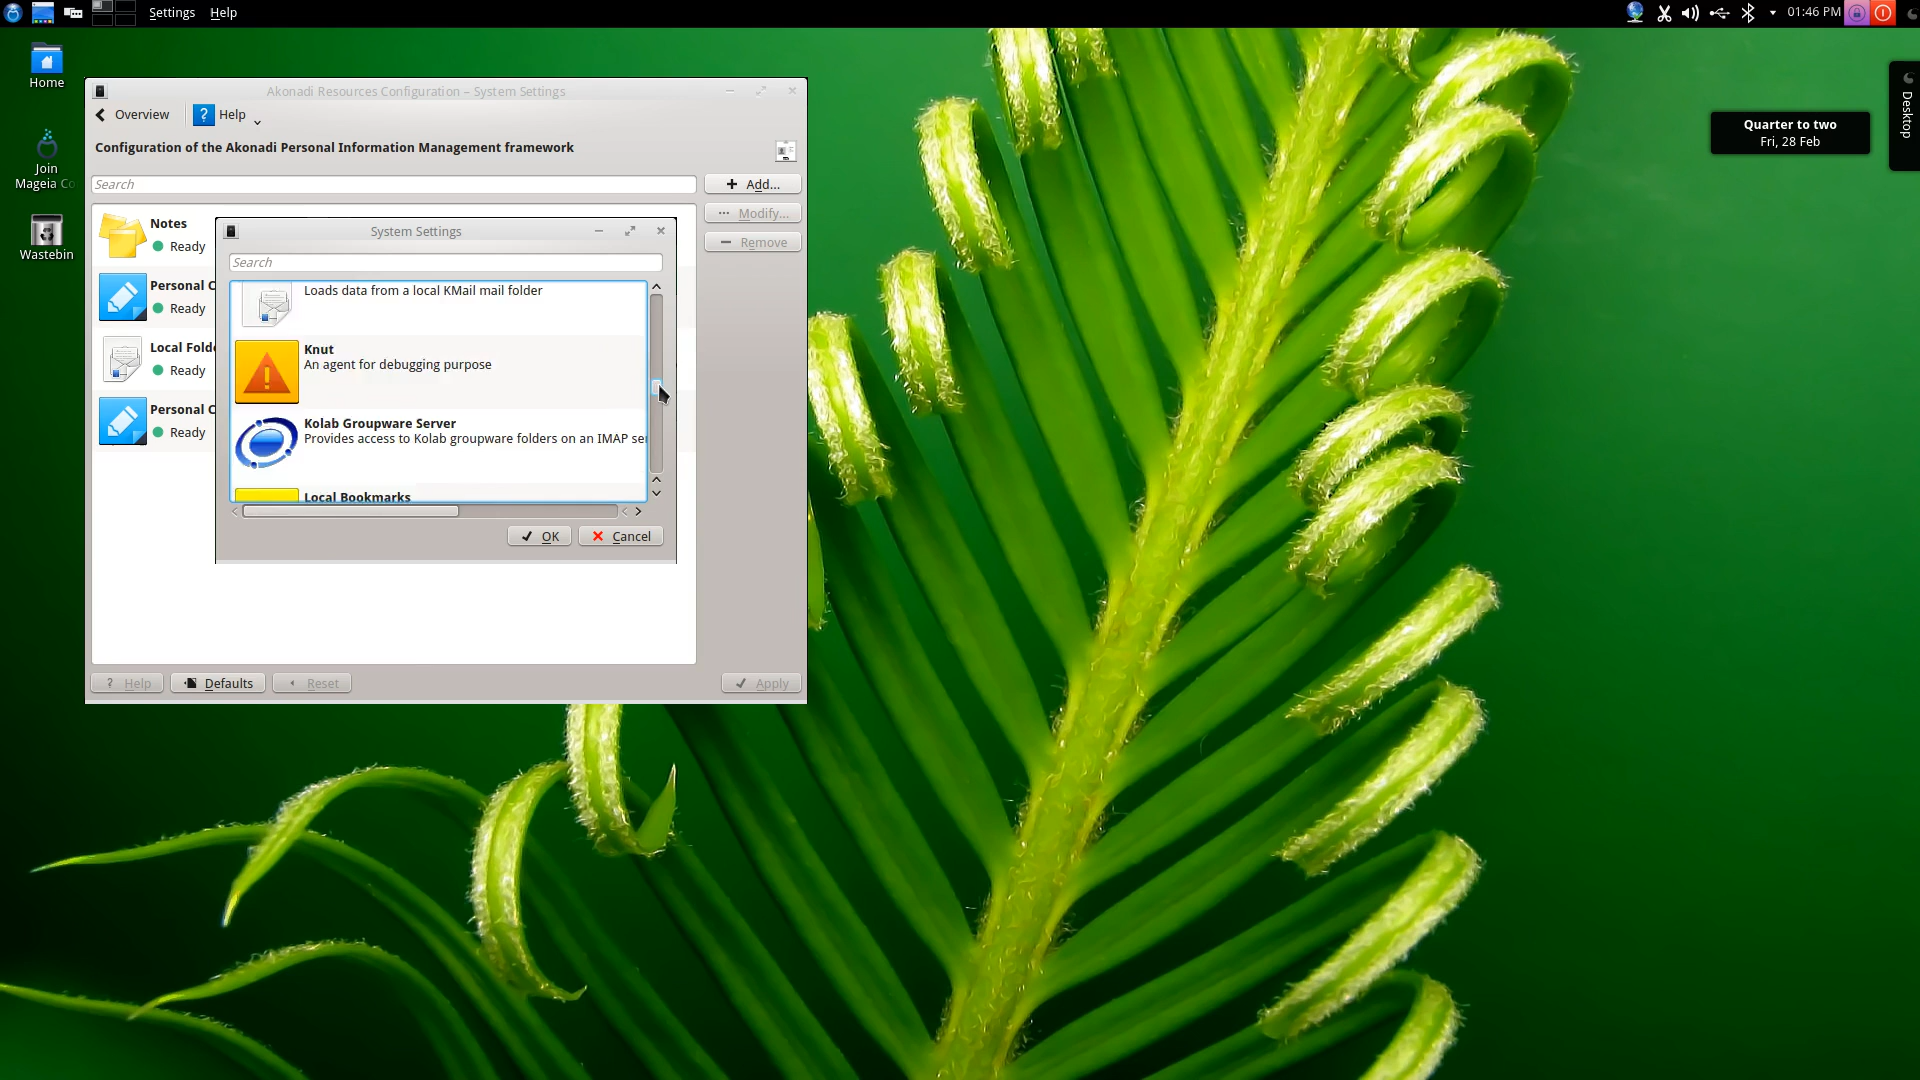 Settings Help
01:46 PM
Home
Join
Mageia Co
Wastebin
Desktop
Quarter to two
Fri, 28 Feb
Akonadi Resources Configuration – System Settings
Overview
? Help
Configuration of the Akonadi Personal Information Management framework
Search
Add...
Modify...
Remove
Notes
Ready
Personal C
Ready
Local Folde
Ready
Personal C
Ready
System Settings
Search
Loads data from a local KMail mail folder
Knut
An agent for debugging purpose
Kolab Groupware Server
Provides access to Kolab groupware folders on an IMAP se
Local Bookmarks
OK
Cancel
? Help
Defaults
Reset
Apply